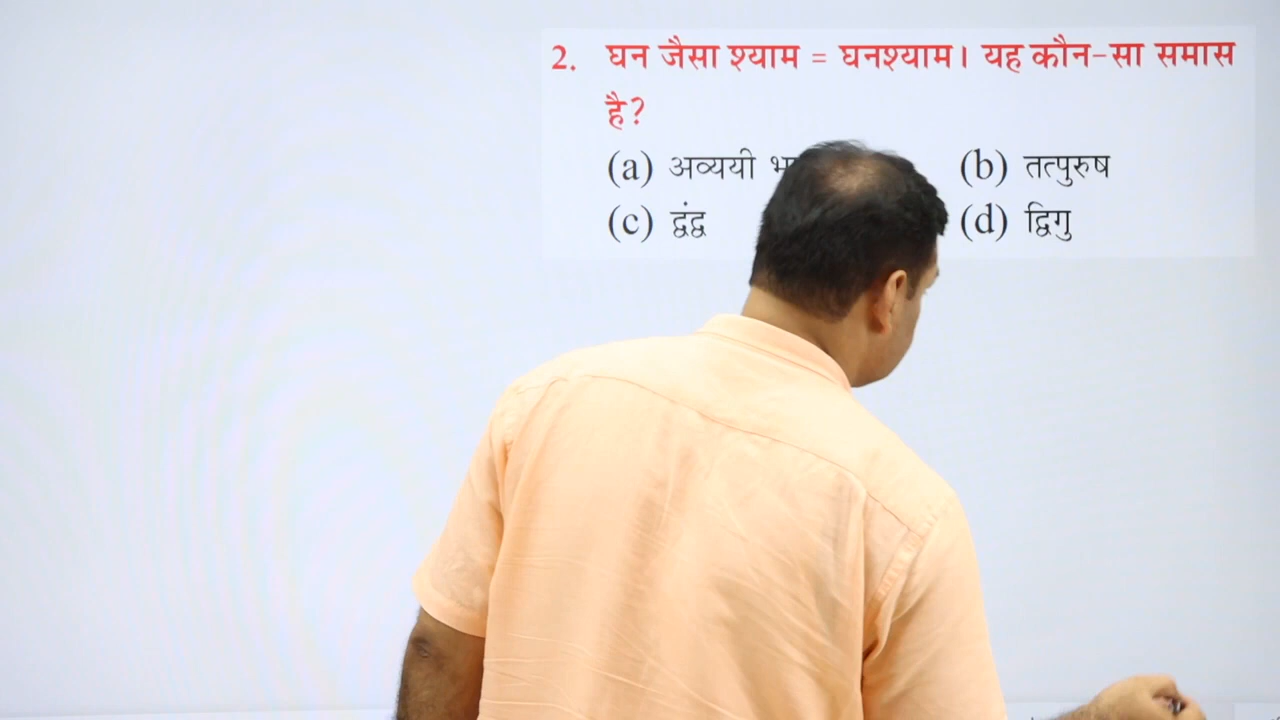 2. घन जैसा श्याम = घनश्याम। यह कौन-सा समास
है?
(a) अव्ययी (b) तत्पुरुष
(c) द्वंद्व (d) द्विगु